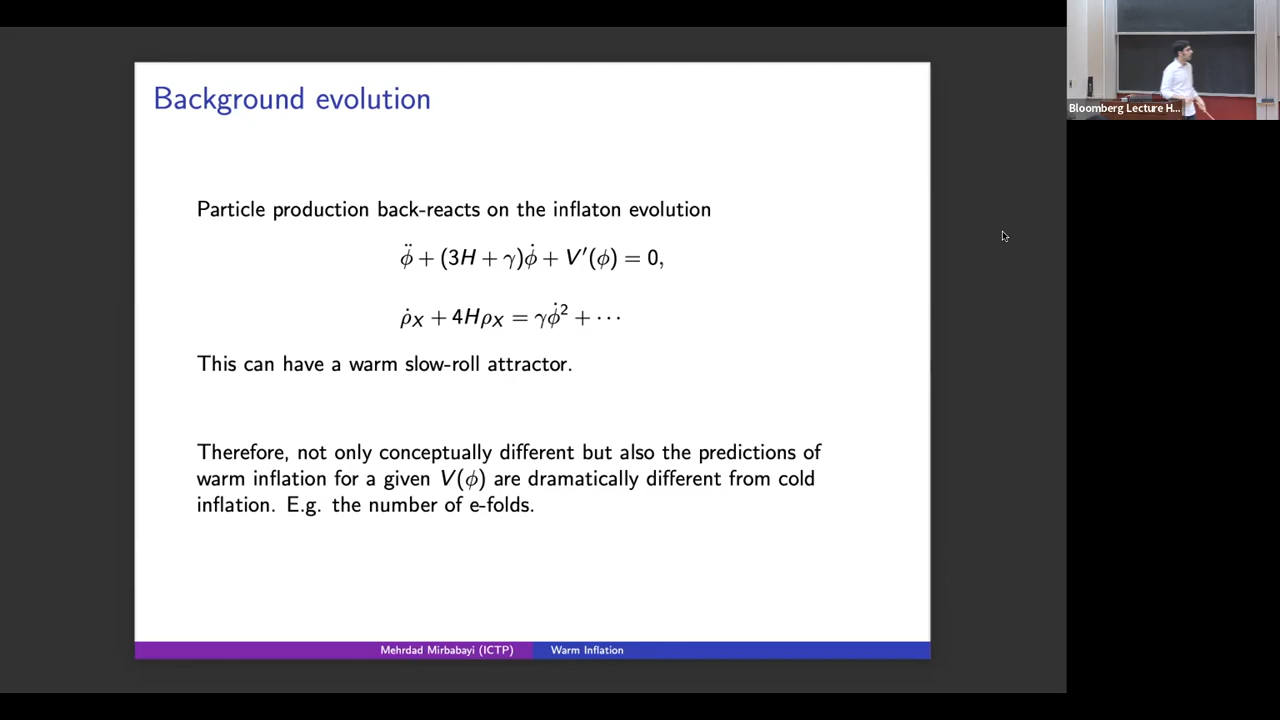 Background evolution
Particle production back-reacts on the inflaton evolution
ϕ̈ + (3H + γ)ϕ̇ + V′(ϕ) = 0,
ρ̇_X + 4Hρ_X = γϕ̇² + ···
This can have a warm slow-roll attractor.
Therefore, not only conceptually different but also the predictions of
warm inflation for a given V(ϕ) are dramatically different from cold
inflation. E.g. the number of e-folds.
Mehrdad Mirbabayi (ICTP)
Warm Inflation
Bloomberg Lecture H...